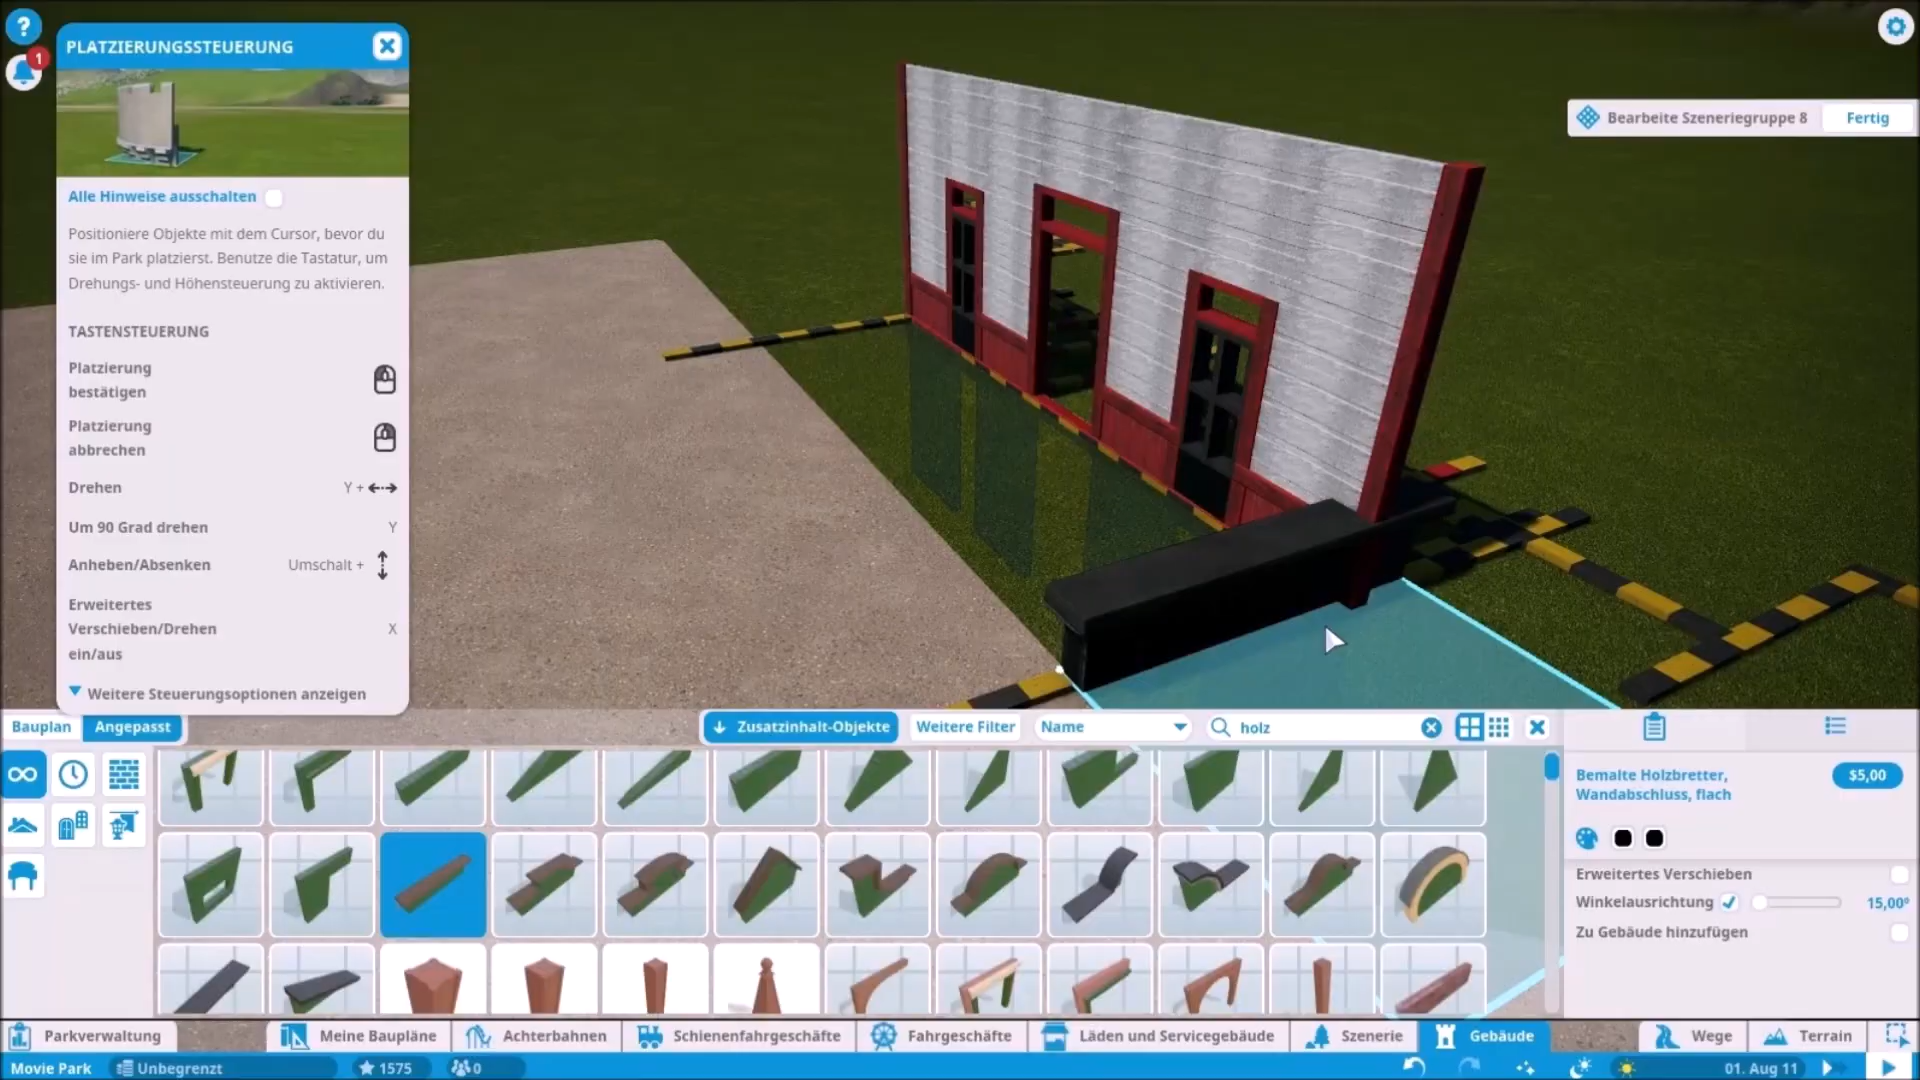 ?
1
PLATZIERUNGSSTEUERUNG
Alle Hinweise ausschalten
Positioniere Objekte mit dem Cursor, bevor du
sie im Park platzierst. Benutze die Tastatur, um
Drehungs- und Höhensteuerung zu aktivieren.
TASTENSTEUERUNG
Platzierung
bestätigen
Platzierung
abbrechen
Drehen Y +
Um 90 Grad drehen Y
Anheben/Absenken Umschalt +
Erweitertes
Verschieben/Drehen X
ein/aus
Weitere Steuerungsoptionen anzeigen
Bearbeite Szeneriegruppe 8 Fertig
Bauplan Angepasst Zusatzinhalt-Objekte Weitere Filter Name holz
Bemalte Holzbretter,
Wandabschluss, flach
$5,00
Erweitertes Verschieben
Winkelausrichtung 15,00°
Zu Gebäude hinzufügen
Parkverwaltung Meine Baupläne Achterbahnen Schienenfahrgeschäfte Fahrgeschäfte Läden und Servicegebäude Szenerie Gebäude Wege Terrain
Movie Park Unbegrenzt 1575 0 01. Aug 11